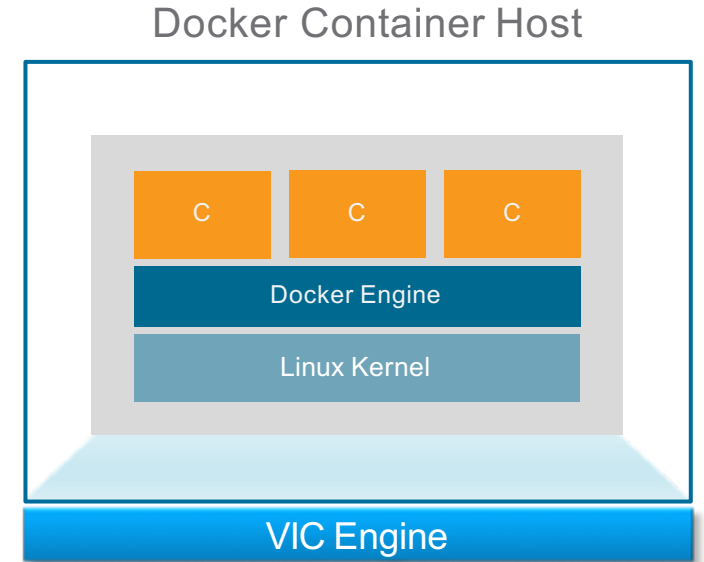 Docker Container Host
C
C
C
Docker Engine
Linux Kernel
VIC Engine